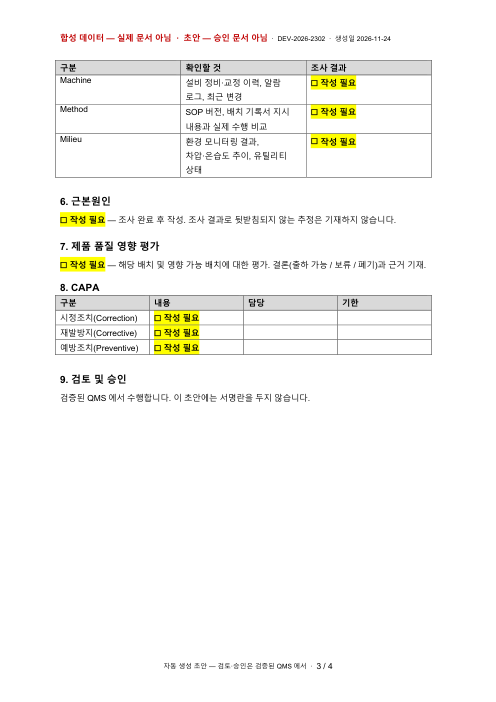 합성 데이터 — 실제 문서 아님 · 초안 — 승인 문서 아님 · DEV-2026-2302 · 생성일 2026-11-24
구분 확인할 것 조사 결과
Machine 설비 정비·교정 이력, 알람 ☐ 작성 필요
로그, 최근 변경
Method SOP 버전, 배치 기록서 지시 ☐ 작성 필요
내용과 실제 수행 비교
Milieu 환경 모니터링 결과, ☐ 작성 필요
차압·온습도 추이, 유틸리티
상태
6. 근본원인
☐ 작성 필요 — 조사 완료 후 작성. 조사 결과로 뒷받침되지 않는 추정은 기재하지 않습니다.
7. 제품 품질 영향 평가
☐ 작성 필요 — 해당 배치 및 영향 가능 배치에 대한 평가. 결론(출하 가능 / 보류 / 폐기)과 근거 기재.
8. CAPA
구분 내용 담당 기한
시정조치(Correction) ☐ 작성 필요
재발방지(Corrective) ☐ 작성 필요
예방조치(Preventive) ☐ 작성 필요
9. 검토 및 승인
검증된 QMS 에서 수행합니다. 이 초안에는 서명란을 두지 않습니다.
자동 생성 초안 — 검토·승인은 검증된 QMS 에서 · 3 / 4